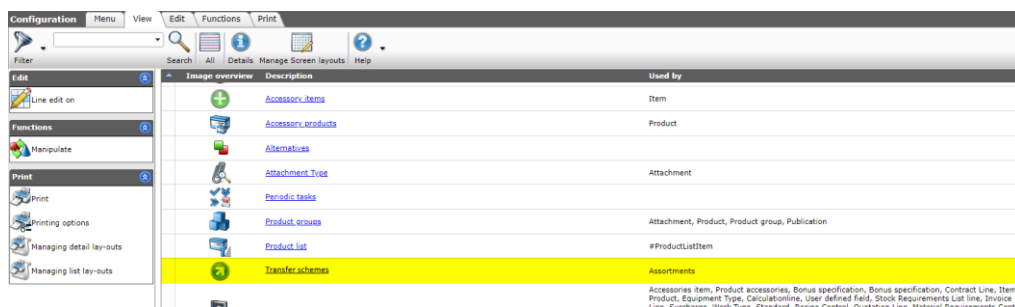 Configuration Menu View Edit Functions Print
Filter Search All Details Manage Screen layouts Help
Edit
Line edit on
Functions
Manipulate
Print
Print
Printing options
Managing detail lay-outs
Managing list lay-outs
Image overview Description Used by
Accessory items Item
Accessory products Product
Alternatives
Attachment Type Attachment
Periodic tasks
Product groups Attachment, Product, Product group, Publication
Product list #ProductListItem
Transfer schemes Assortments
Accessories item, Product accessories, Bonus specification, Bonus specification, Contract Line, Item
Product, Equipment Type, Calculationline, User defined field, Stock Requirements List line, Invoice